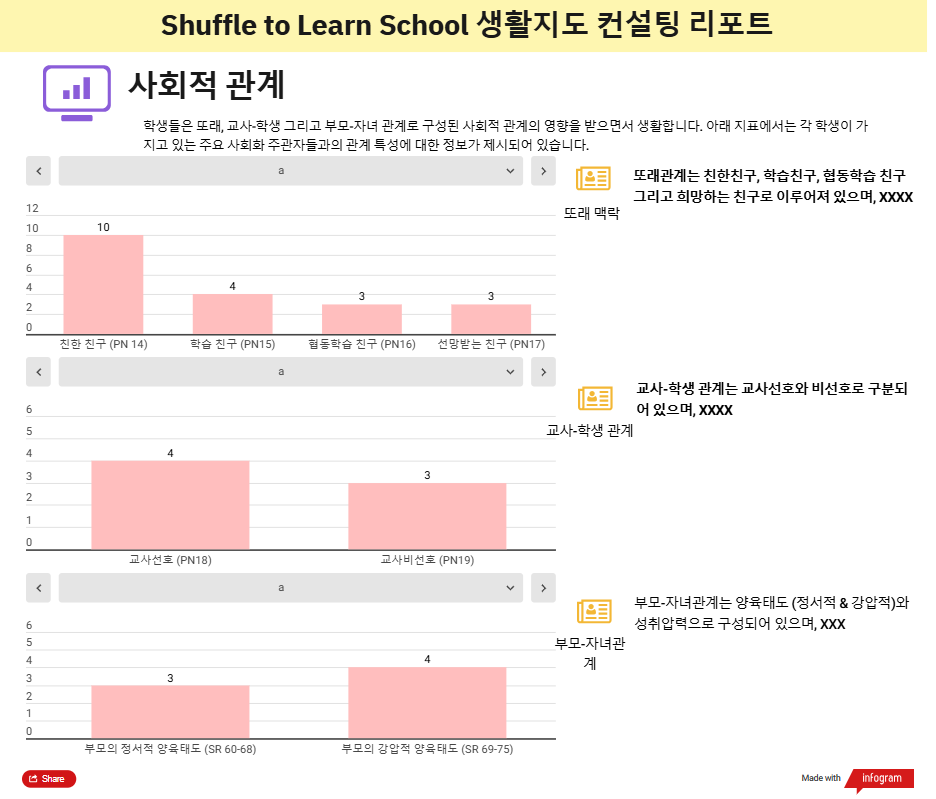 Shuffle to Learn School 생활지도 컨설팅 리포트
사회적 관계
학생들은 또래, 교사-학생 그리고 부모-자녀 관계로 구성된 사회적 관계의 영향을 받으면서 생활합니다. 아래 지표에서는 각 학생이 가
지고 있는 주요 사회화 주관자들과의 관계 특성에 대한 정보가 제시되어 있습니다.
a
12
10
8
6
4
2
0
10
4
3
3
친한 친구 (PN 14)
학습 친구 (PN15)
협동학습 친구 (PN16)
선망받는 친구 (PN17)
또래 맥락
또래관계는 친한친구, 학습친구, 협동학습 친구
그리고 희망하는 친구로 이루어져 있으며, XXXX
a
6
5
4
3
2
1
0
4
3
교사선호 (PN18)
교사비선호 (PN19)
교사-학생 관계
교사-학생 관계는 교사선호와 비선호로 구분되
어 있으며, XXXX
a
6
5
4
3
2
1
0
3
4
부모의 정서적 양육태도 (SR 60-68)
부모의 강압적 양육태도 (SR 69-75)
부모-자녀관
계
부모-자녀관계는 양육태도 (정서적 & 강압적)와
성취압력으로 구성되어 있으며, XXX
Share
Made with
infogram